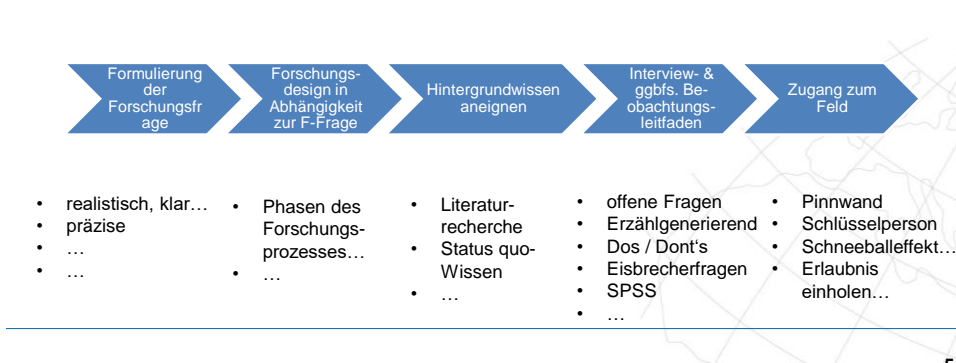 Formulierung
der
Forschungsfr
age
Forschungs-
design in
Abhängigkeit
zur F-Frage
Hintergrundwissen
aneignen
Interview- &
ggbfs. Be-
obachtungs-
leitfaden
Zugang zum
Feld
• realistisch, klar…
• präzise
• …
• …
• Phasen des
Forschungs-
prozesses…
• …
• Literatur-
recherche
• Status quo-
Wissen
• …
• offene Fragen
• Erzählgenerierend
• Dos / Dont‘s
• Eisbrecherfragen
• SPSS
• …
• Pinnwand
• Schlüsselperson
• Schneeballeffekt…
• Erlaubnis
einholen…
5